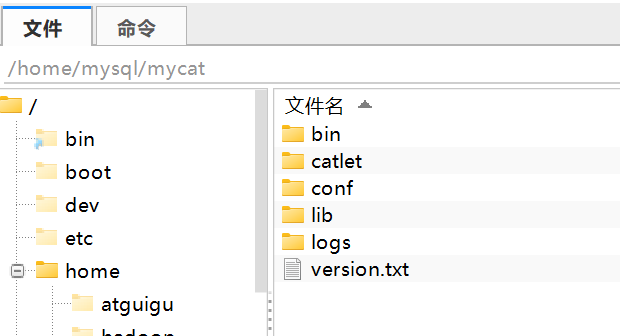 文件 命令
/home/mysql/mycat
/
bin
boot
dev
etc
home
atguigu
hadoop
文件名
bin
catlet
conf
lib
logs
version.txt